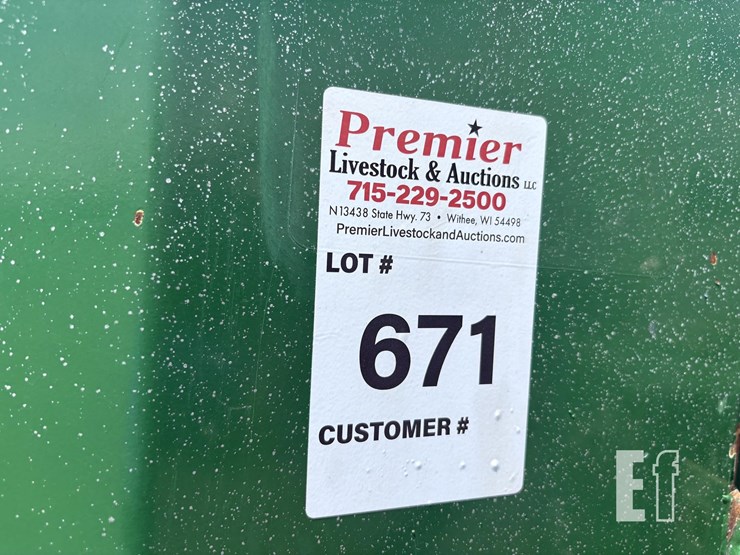 Premier
Livestock & Auctions LLC
715-229-2500
N13438 State Hwy. 73 • Withee, WI 54498
PremierLivestockandAuctions.com
LOT #
671
CUSTOMER #
Ef